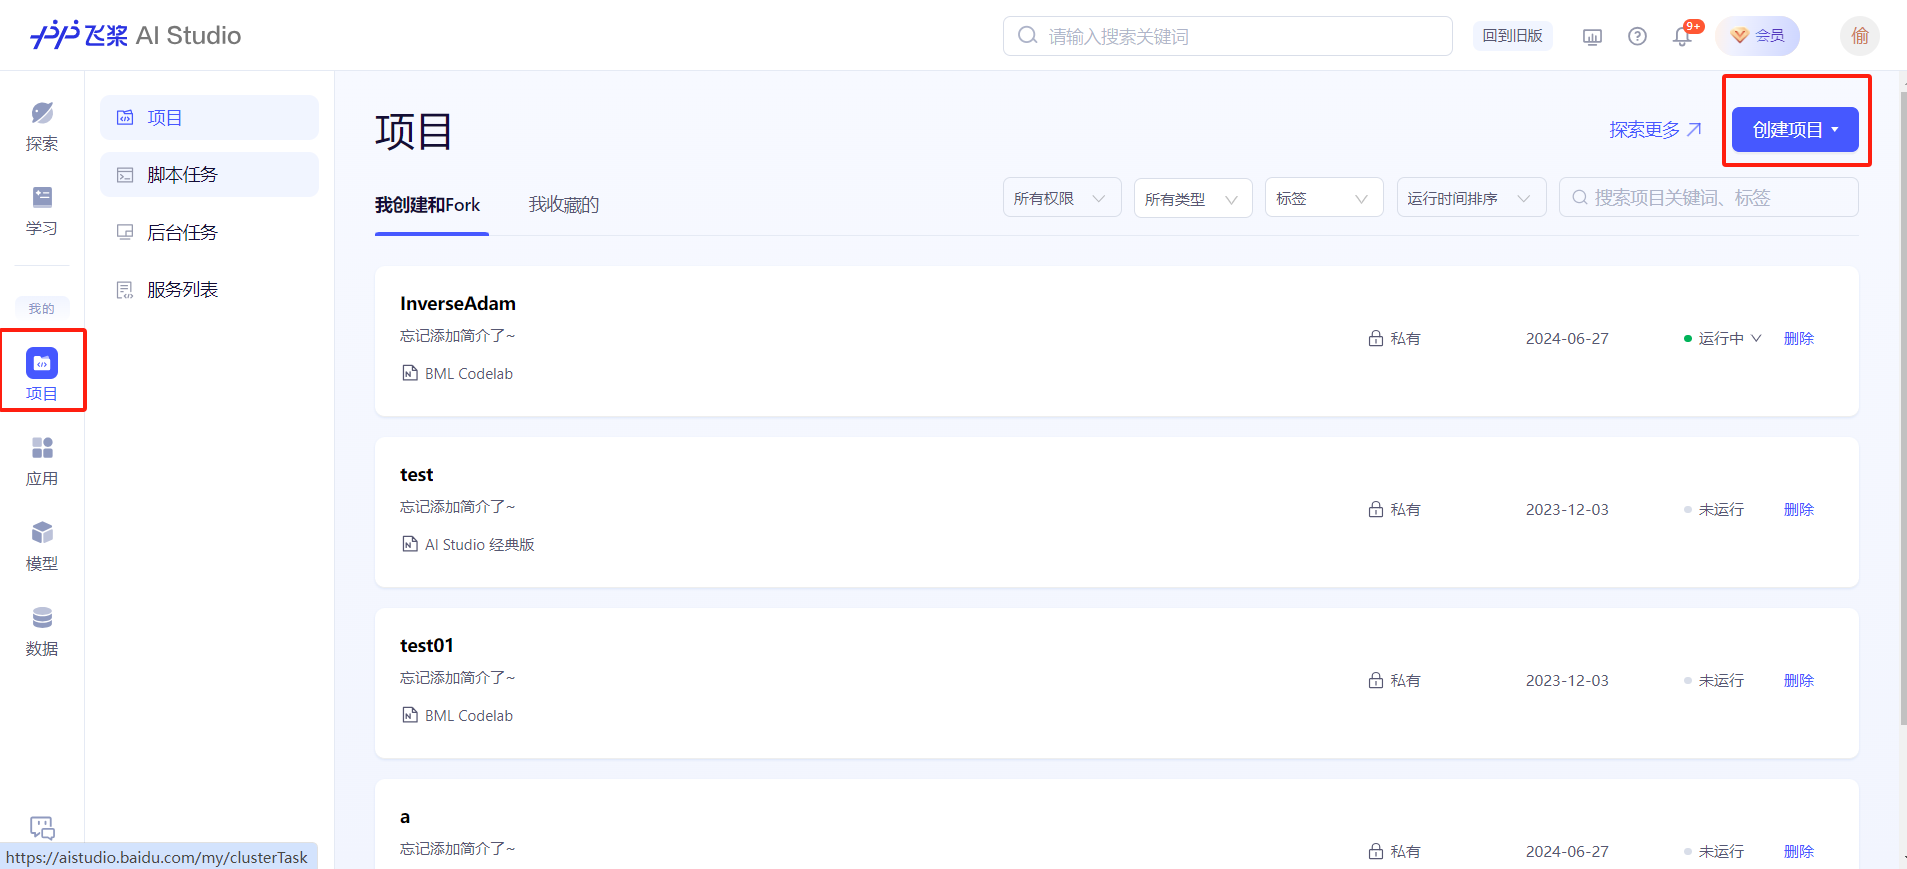 飞桨 AI Studio
请输入搜索关键词
回到旧版
9+
会员
偷
探索
学习
我的
项目
应用
模型
数据
项目
脚本任务
后台任务
服务列表
项目
探索更多
创建项目
我创建和Fork
我收藏的
所有权限
所有类型
标签
运行时间排序
搜索项目关键词、标签
InverseAdam
忘记添加简介了~
BML Codelab
私有
2024-06-27
运行中
删除
test
忘记添加简介了~
AI Studio 经典版
私有
2023-12-03
未运行
删除
test01
忘记添加简介了~
BML Codelab
私有
2023-12-03
未运行
删除
a
忘记添加简介了~
私有
2024-06-27
未运行
删除
https://aistudio.baidu.com/my/clusterTask